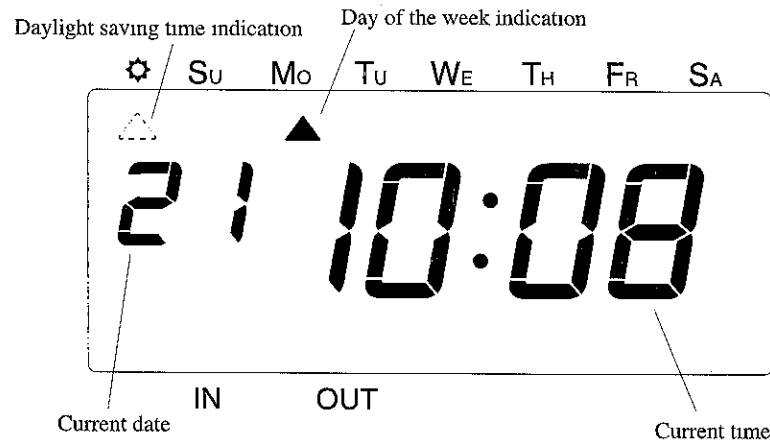 Daylight saving time indication
Day of the week indication
SU MO TU WE TH FR SA
21 10:08
IN OUT
Current date
Current time